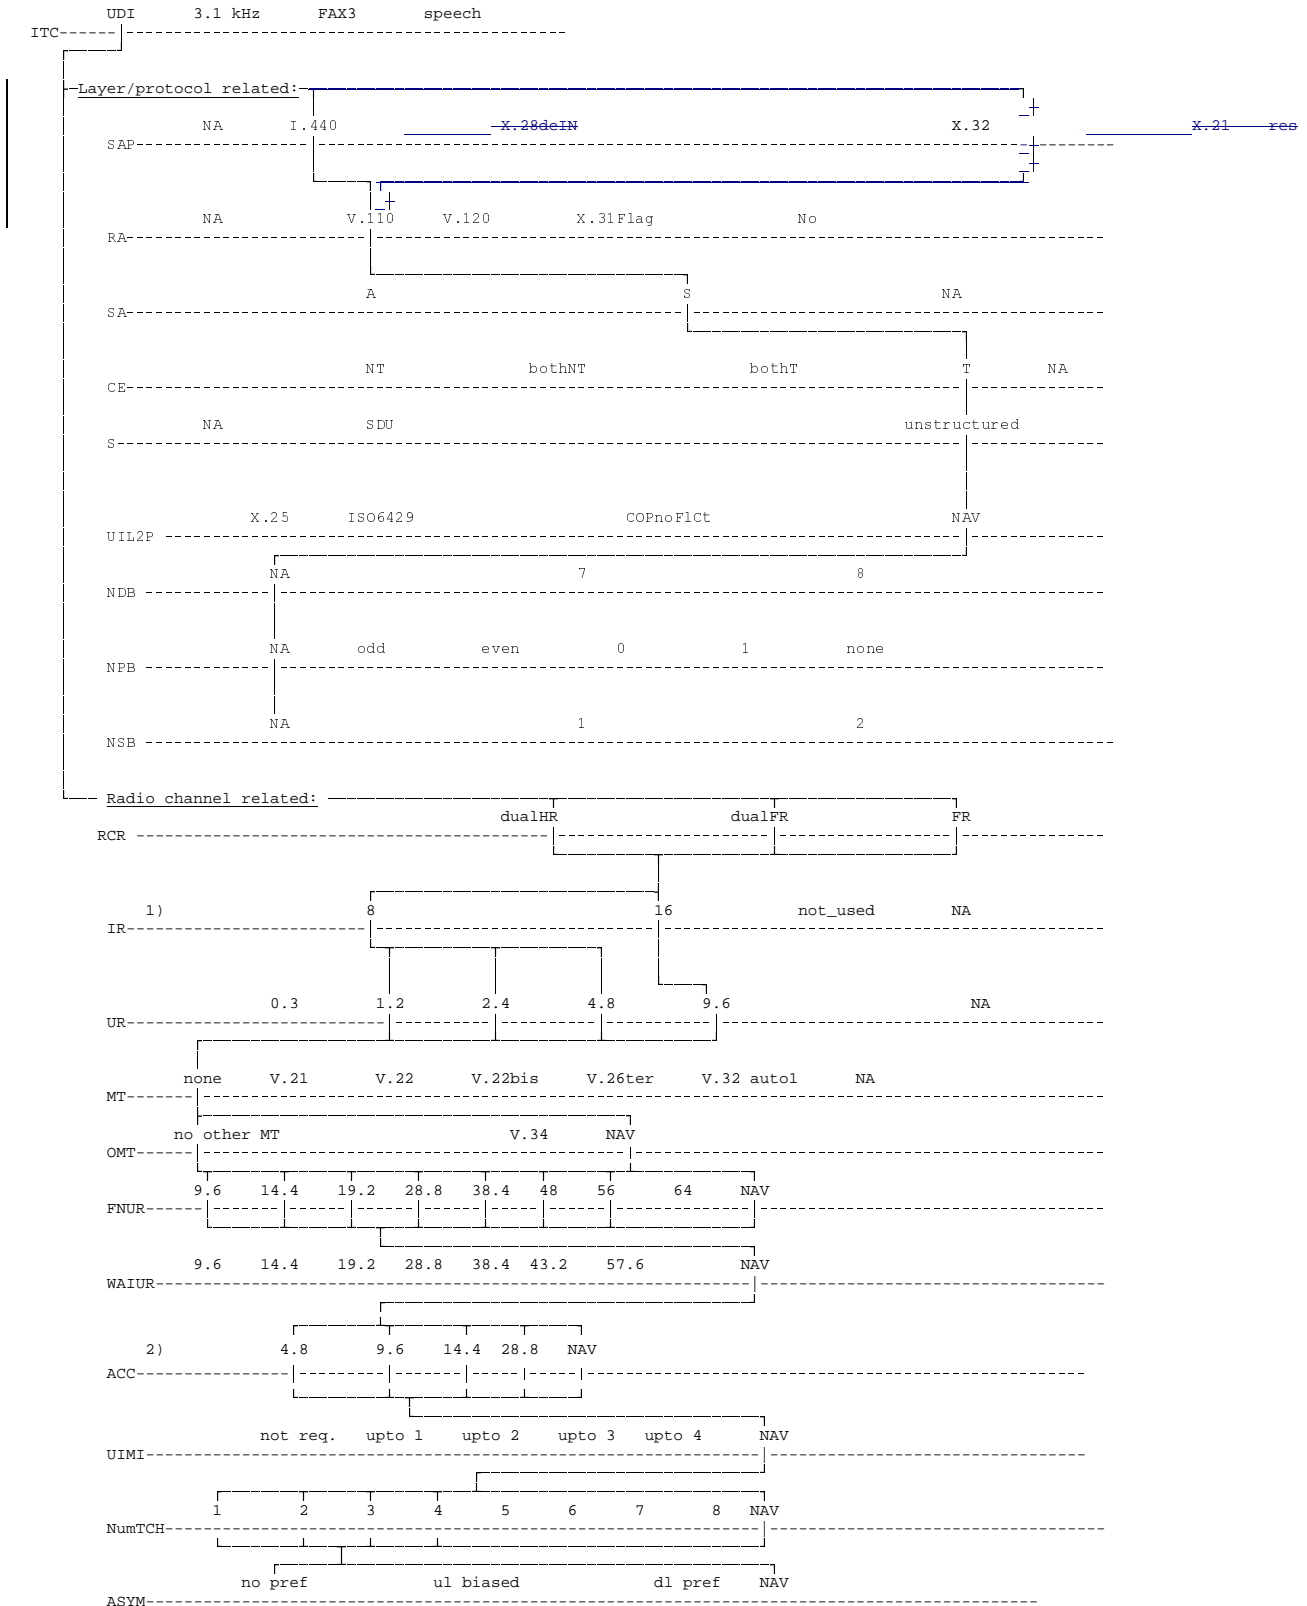 UDI 3.1 kHz FAX3 speech
ITC
Layer/protocol related:
NA I.440 X.28deIN X.32 X.21 res
SAP
NA V.110 V.120 X.31Flag No
RA
A S NA
SA
NT bothNT bothT T NA
CE
NA SDU unstructured
S
X.25 ISO6429 COPnoFlCt NAV
UIL2P
NA 7 8
NDB
NA odd even 0 1 none
NPB
NA 1 2
NSB
Radio channel related:
dualHR dualFR FR
RCR
1) 8 16 not_used NA
IR
0.3 1.2 2.4 4.8 9.6 NA
UR
none V.21 V.22 V.22bis V.26ter V.32 auto1 NA
MT
no other MT V.34 NAV
OMT
9.6 14.4 19.2 28.8 38.4 48 56 64 NAV
FNUR
9.6 14.4 19.2 28.8 38.4 43.2 57.6 NAV
WAIUR
2) 4.8 9.6 14.4 28.8 NAV
ACC
not req. upto 1 upto 2 upto 3 upto 4 NAV
UIMI
1 2 3 4 5 6 7 8 NAV
NumTCH
no pref ul biased dl pref NAV
ASYM